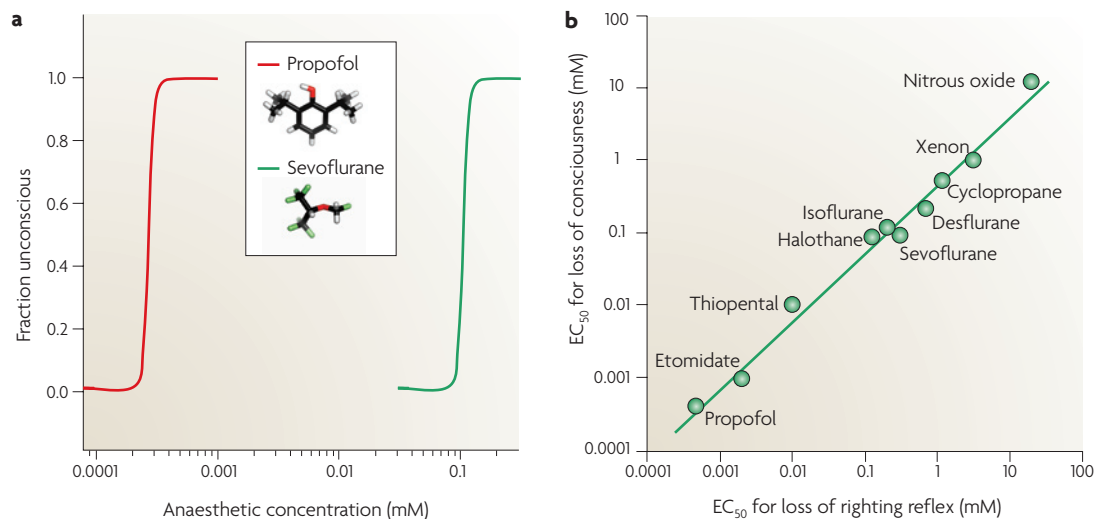 a
Fraction unconscious
1.0
0.8
0.6
0.4
0.2
0.0
Propofol
Sevoflurane
0.0001
0.001
0.01
0.1
Anaesthetic concentration (mM)
b
EC50 for loss of consciousness (mM)
100
10
1
0.1
0.01
0.001
0.0001
Nitrous oxide
Xenon
Cyclopropane
Isoflurane
Desflurane
Halothane
Sevoflurane
Thiopental
Etomidate
Propofol
0.0001
0.001
0.01
0.1
1
10
100
EC50 for loss of righting reflex (mM)